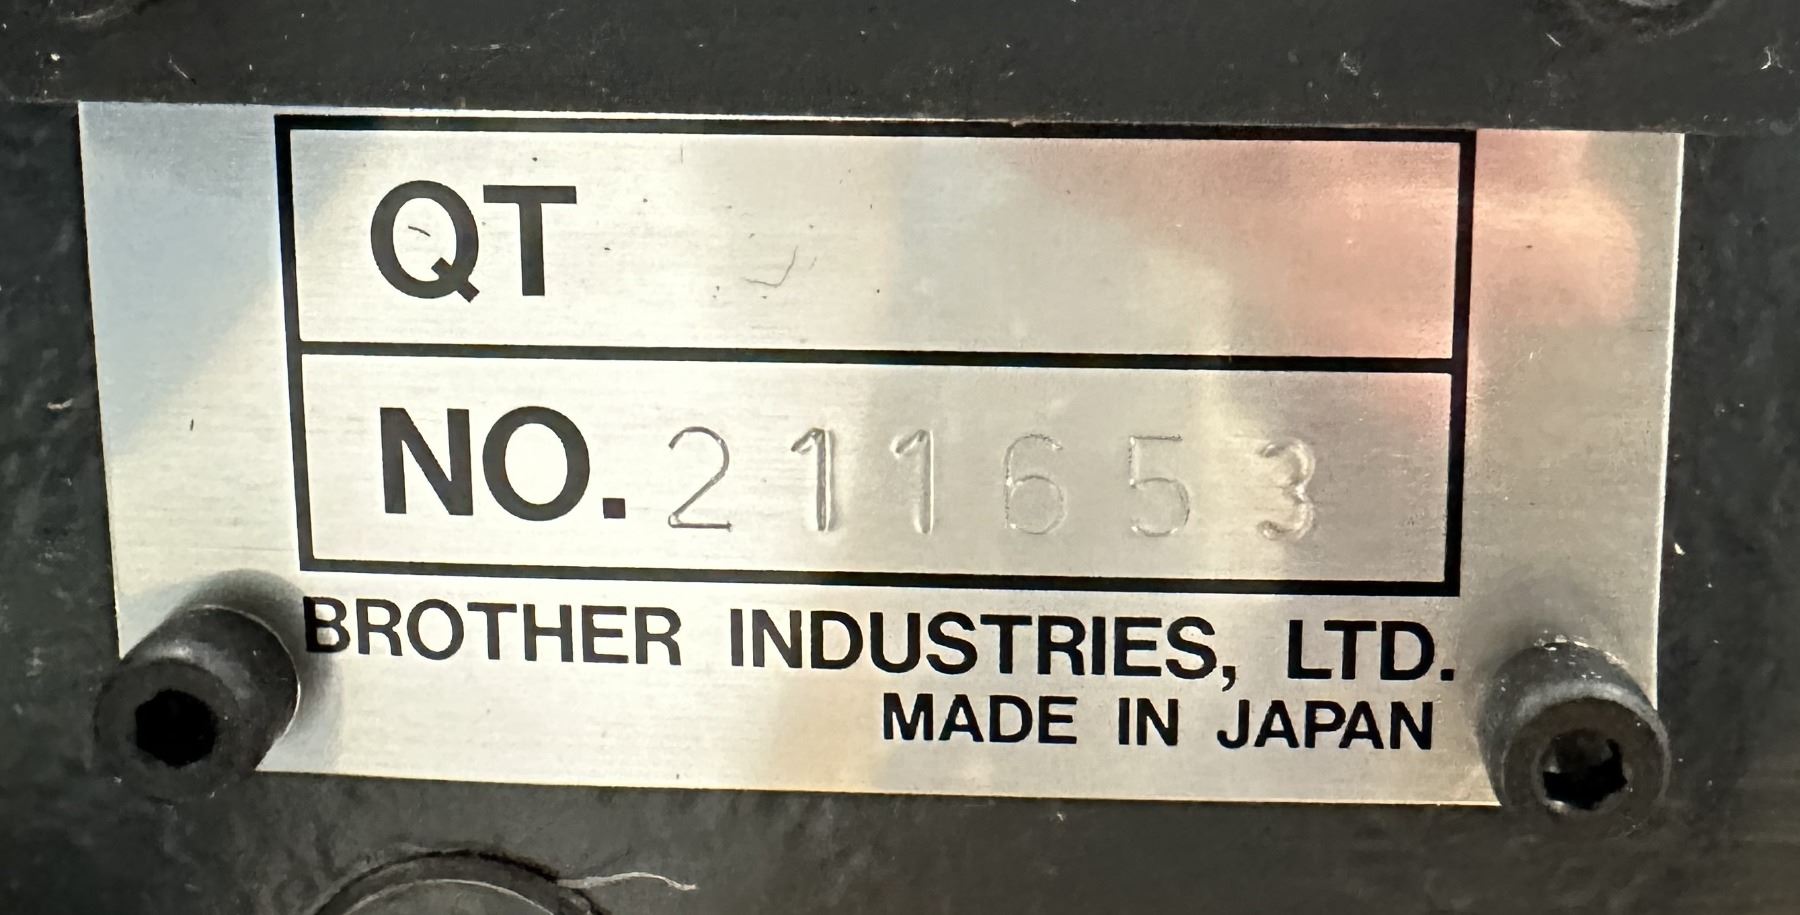 QT
NO. 211653
BROTHER INDUSTRIES, LTD.
MADE IN JAPAN